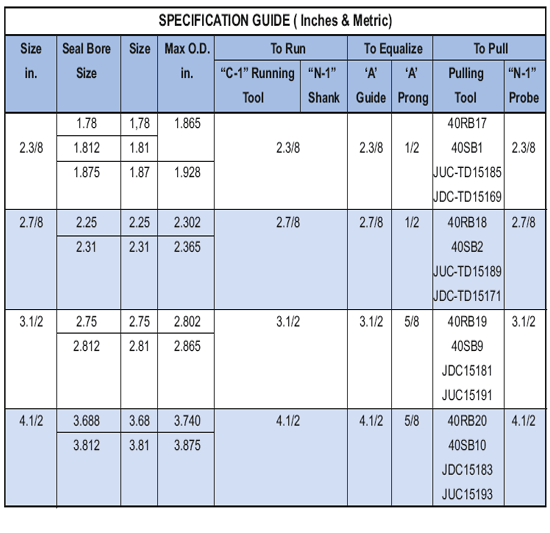 SPECIFICATION GUIDE ( Inches & Metric)
Size Seal Bore Size Max O.D. To Run To Equalize To Pull
in. Size in. “C-1” Running “N-1” ‘A’ ‘A’ Pulling “N-1”
Tool Shank Guide Prong Tool Probe
1.78 1,78 1.865 40RB17
2.3/8 1.812 1.81 2.3/8 2.3/8 1/2 40SB1 2.3/8
1.875 1.87 1.928 JUC-TD15185
JDC-TD15169
2.7/8 2.25 2.25 2.302 2.7/8 2.7/8 1/2 40RB18 2.7/8
2.31 2.31 2.365 40SB2
JUC-TD15189
JDC-TD15171
3.1/2 2.75 2.75 2.802 3.1/2 3.1/2 5/8 40RB19 3.1/2
2.812 2.81 2.865 40SB9
JDC15181
JUC15191
4.1/2 3.688 3.68 3.740 4.1/2 4.1/2 5/8 40RB20 4.1/2
3.812 3.81 3.875 40SB10
JDC15183
JUC15193